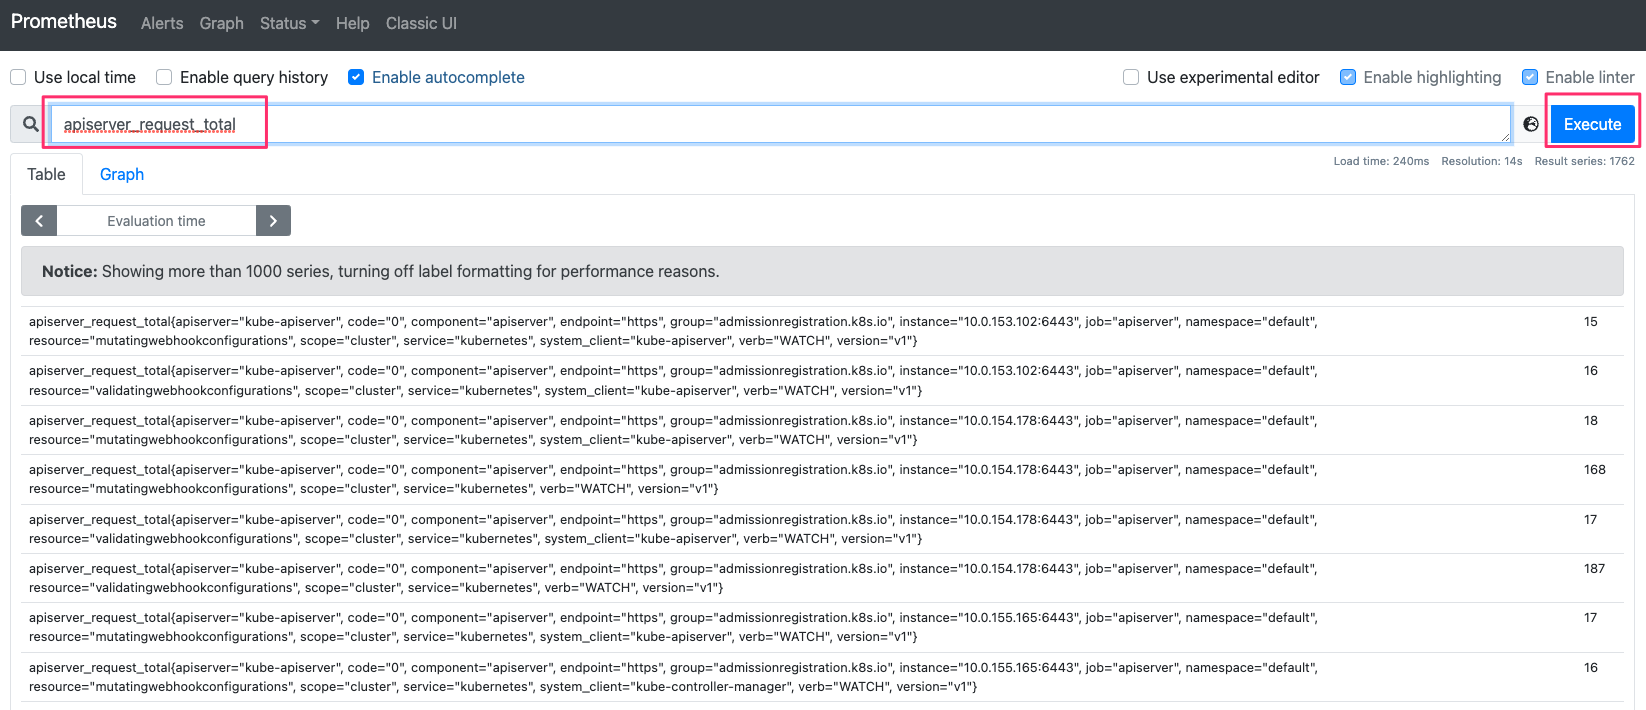 Prometheus Alerts Graph Status Help Classic UI
Use local time Enable query history Enable autocomplete Use experimental editor Enable highlighting Enable linter
apiserver_request_total Execute
Load time: 240ms Resolution: 14s Result series: 1762
Table Graph
Evaluation time
Notice: Showing more than 1000 series, turning off label formatting for performance reasons.
apiserver_request_total{apiserver="kube-apiserver", code="0", component="apiserver", endpoint="https", group="admissionregistration.k8s.io", instance="10.0.153.102:6443", job="apiserver", namespace="default", 15
resource="mutatingwebhookconfigurations", scope="cluster", service="kubernetes", system_client="kube-apiserver", verb="WATCH", version="v1"}
apiserver_request_total{apiserver="kube-apiserver", code="0", component="apiserver", endpoint="https", group="admissionregistration.k8s.io", instance="10.0.153.102:6443", job="apiserver", namespace="default", 16
resource="validatingwebhookconfigurations", scope="cluster", service="kubernetes", system_client="kube-apiserver", verb="WATCH", version="v1"}
apiserver_request_total{apiserver="kube-apiserver", code="0", component="apiserver", endpoint="https", group="admissionregistration.k8s.io", instance="10.0.154.178:6443", job="apiserver", namespace="default", 18
resource="mutatingwebhookconfigurations", scope="cluster", service="kubernetes", system_client="kube-apiserver", verb="WATCH", version="v1"}
apiserver_request_total{apiserver="kube-apiserver", code="0", component="apiserver", endpoint="https", group="admissionregistration.k8s.io", instance="10.0.154.178:6443", job="apiserver", namespace="default", 168
resource="mutatingwebhookconfigurations", scope="cluster", service="kubernetes", verb="WATCH", version="v1"}
apiserver_request_total{apiserver="kube-apiserver", code="0", component="apiserver", endpoint="https", group="admissionregistration.k8s.io", instance="10.0.154.178:6443", job="apiserver", namespace="default", 17
resource="validatingwebhookconfigurations", scope="cluster", service="kubernetes", system_client="kube-apiserver", verb="WATCH", version="v1"}
apiserver_request_total{apiserver="kube-apiserver", code="0", component="apiserver", endpoint="https", group="admissionregistration.k8s.io", instance="10.0.154.178:6443", job="apiserver", namespace="default", 187
resource="validatingwebhookconfigurations", scope="cluster", service="kubernetes", verb="WATCH", version="v1"}
apiserver_request_total{apiserver="kube-apiserver", code="0", component="apiserver", endpoint="https", group="admissionregistration.k8s.io", instance="10.0.155.165:6443", job="apiserver", namespace="default", 17
resource="mutatingwebhookconfigurations", scope="cluster", service="kubernetes", system_client="kube-apiserver", verb="WATCH", version="v1"}
apiserver_request_total{apiserver="kube-apiserver", code="0", component="apiserver", endpoint="https", group="admissionregistration.k8s.io", instance="10.0.155.165:6443", job="apiserver", namespace="default", 16
resource="mutatingwebhookconfigurations", scope="cluster", service="kubernetes", system_client="kube-controller-manager", verb="WATCH", version="v1"}